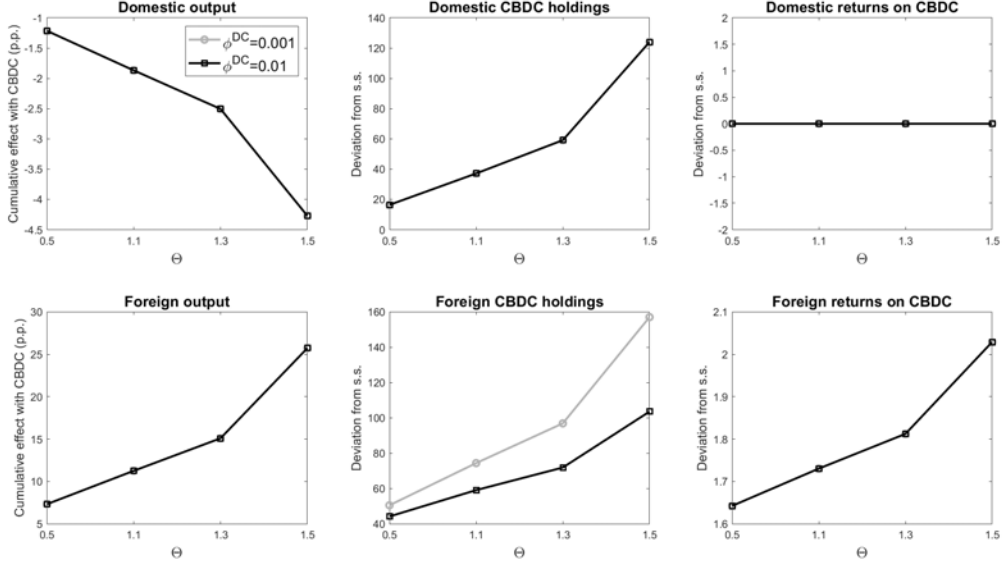 Domestic output
Cumulative effect with CBDC (p.p.)
-1
-1.5
-2
-2.5
-3
-3.5
-4
-4.5
0.5 1.1 1.3 1.5
Θ
ϕ^DC=0.001
ϕ^DC=0.01
Domestic CBDC holdings
Deviation from s.s.
140
120
100
80
60
40
20
0
0.5 1.1 1.3 1.5
Θ
Domestic returns on CBDC
Deviation from s.s.
2
1.5
1
0.5
0
-0.5
-1
-1.5
-2
0.5 1.1 1.3 1.5
Θ
Foreign output
Cumulative effect with CBDC (p.p.)
30
25
20
15
10
5
0.5 1.1 1.3 1.5
Θ
Foreign CBDC holdings
Deviation from s.s.
160
140
120
100
80
60
40
0.5 1.1 1.3 1.5
Θ
Foreign returns on CBDC
Deviation from s.s.
2.1
2
1.9
1.8
1.7
1.6
0.5 1.1 1.3 1.5
Θ